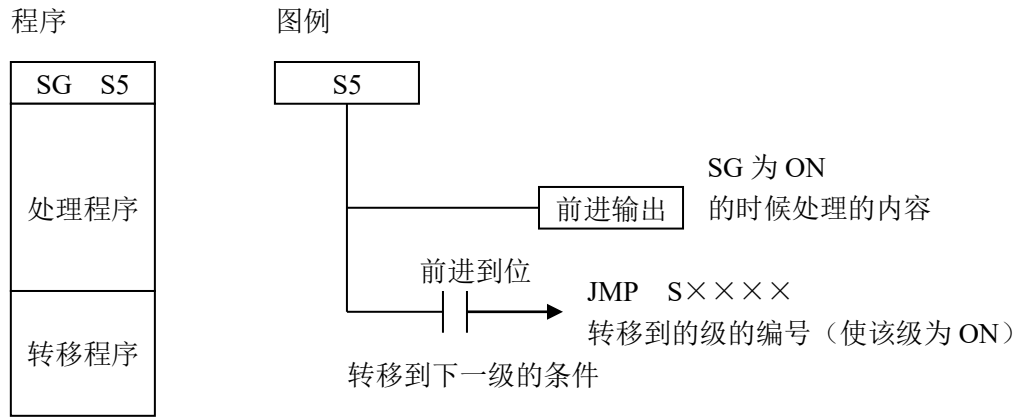 程序
图例
SG S5
S5
处理程序
SG 为 ON
前进输出
的时候处理的内容
前进到位
JMP S××××
转移到的级的编号（使该级为 ON）
转移程序
转移到下一级的条件